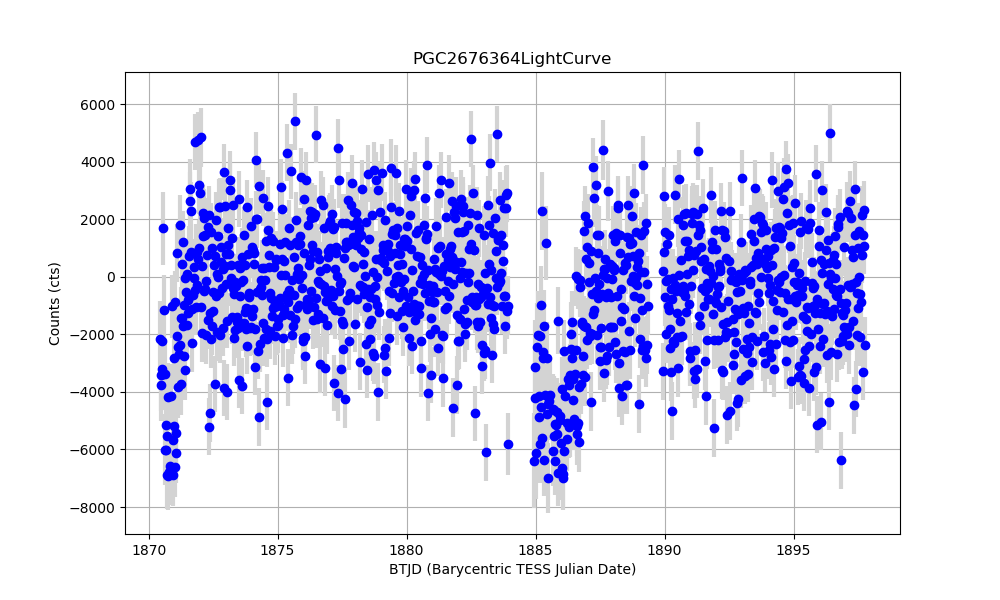 PGC2676364LightCurve
6000
4000
2000
0
−2000
−4000
−6000
−8000
Counts (cts)
1870 1875 1880 1885 1890 1895
BTJD (Barycentric TESS Julian Date)